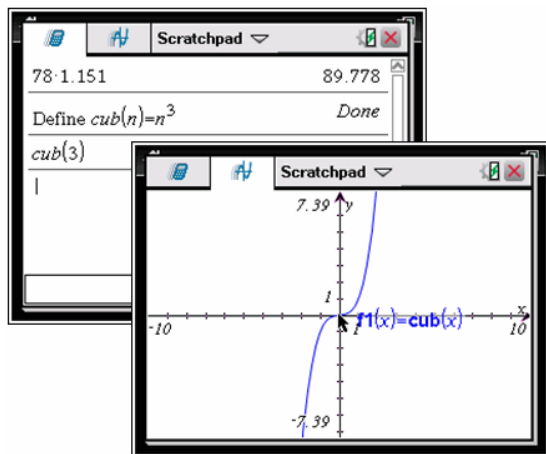 Scratchpad
78·1.151 89.778
Define cub(n)=n³ Done
cub(3)
Scratchpad
7.39 y
1
x
-10 1 10
f1(x)=cub(x)
-7.39